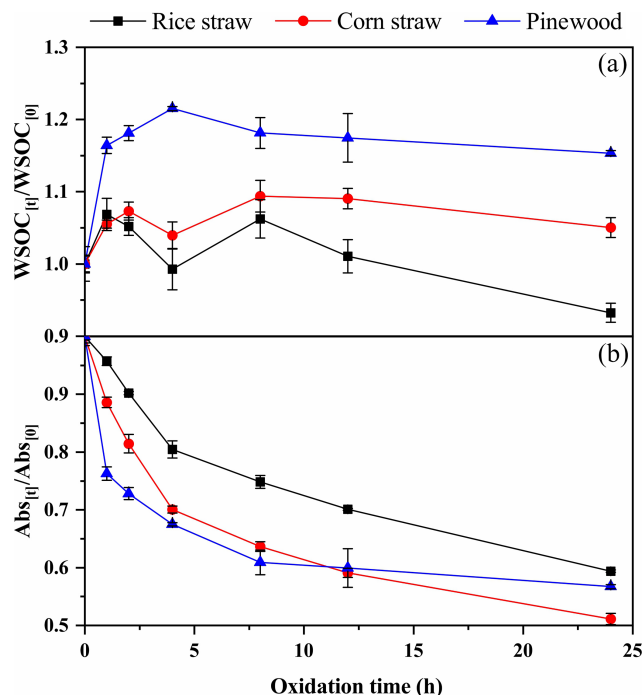 Rice straw Corn straw Pinewood
(a)
WSOC[t]/WSOC[0]
1.3
1.2
1.1
1.0
0.9
(b)
Abs[t]/Abs[0]
0.9
0.8
0.7
0.6
0.5
0 5 10 15 20 25
Oxidation time (h)